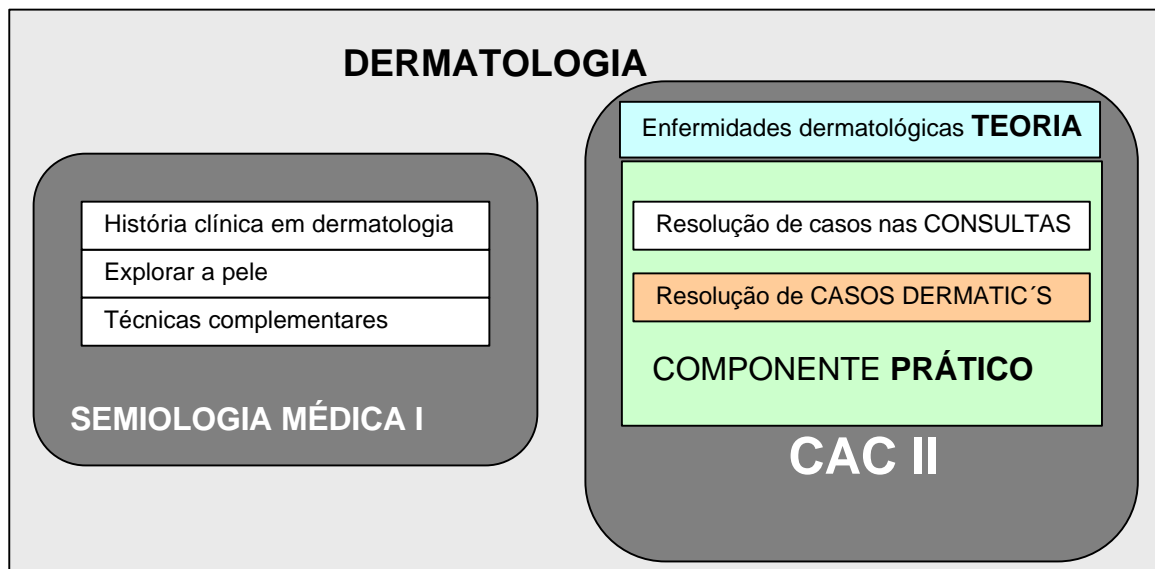 DERMATOLOGIA
História clínica em dermatologia
Explorar a pele
Técnicas complementares
SEMIOLOGIA MÉDICA I
Enfermidades dermatológicas TEORIA
Resolução de casos nas CONSULTAS
Resolução de CASOS DERMATIC´S
COMPONENTE PRÁTICO
CAC II